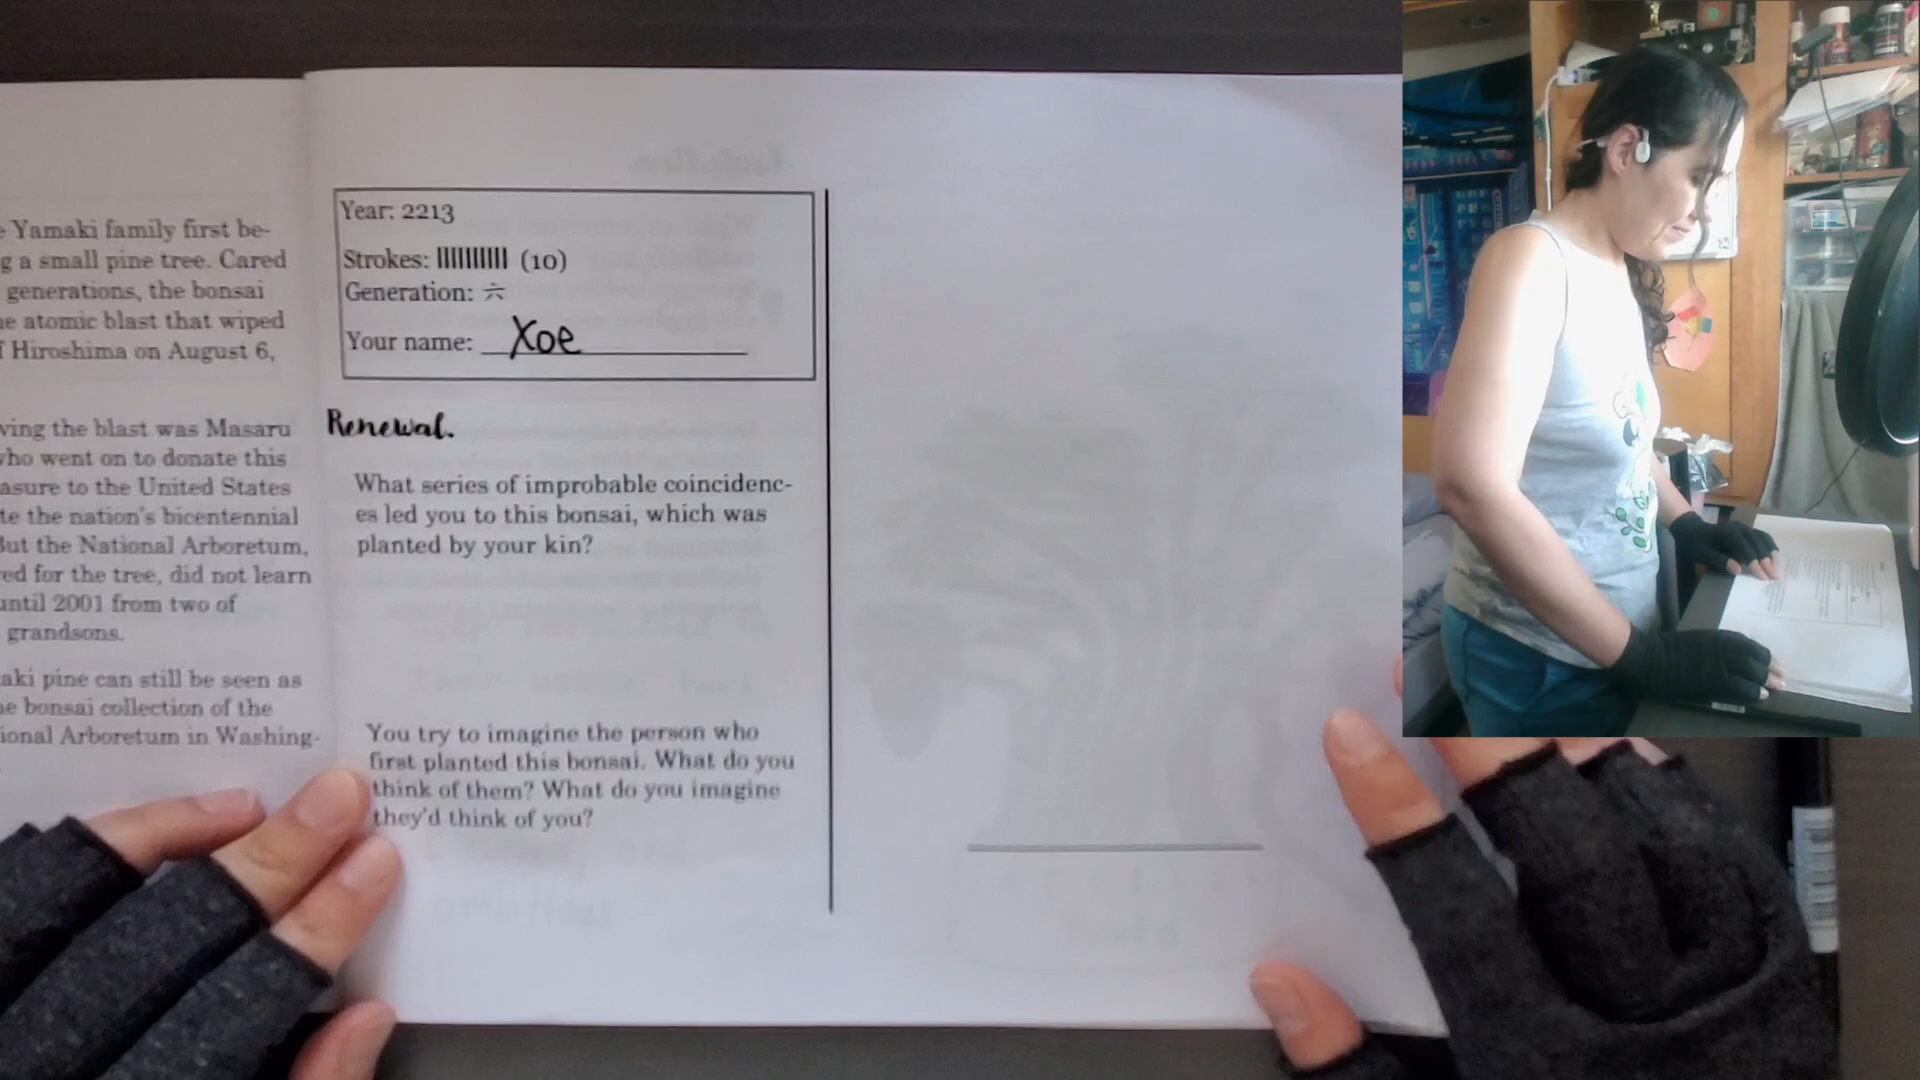 e Yamaki family first be-
g a small pine tree. Cared
generations, the bonsai
e atomic blast that wiped
f Hiroshima on August 6,
ving the blast was Masaru
who went on to donate this
asure to the United States
te the nation's bicentennial
But the National Arboretum,
ed for the tree, did not learn
until 2001 from two of
grandsons.
aki pine can still be seen as
e bonsai collection of the
ional Arboretum in Washing-
Year: 2213
Strokes: |||||||||| (10)
Generation: 六
Your name: Xoe
Renewal.
What series of improbable coincidenc-
es led you to this bonsai, which was
planted by your kin?
You try to imagine the person who
first planted this bonsai. What do you
think of them? What do you imagine
they'd think of you?